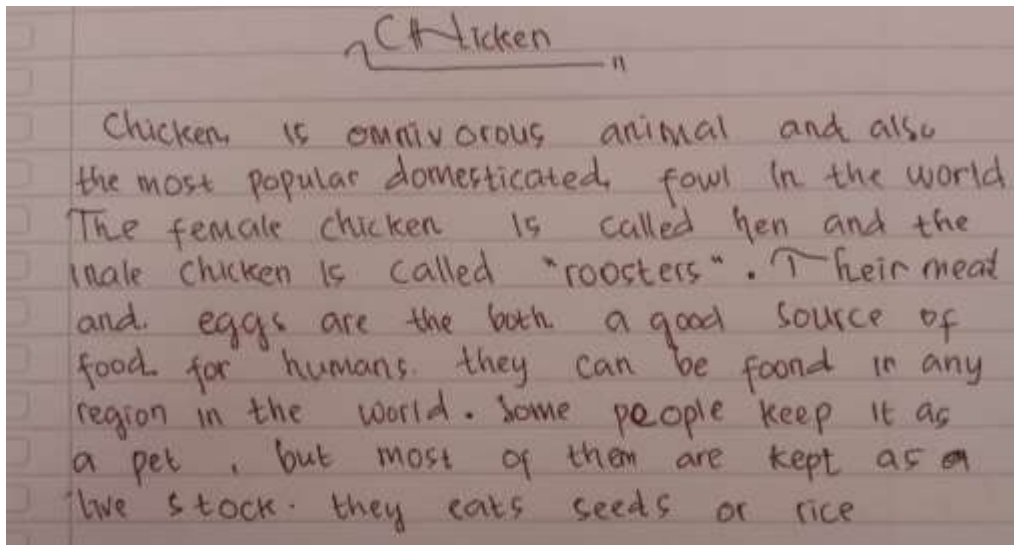 Chicken
Chicken is omnivorous animal and also
the most popular domesticated fowl in the world
The female chicken is called hen and the
male chicken is called "roosters". Their meat
and eggs are the both a good source of
food for humans. they can be foond in any
region in the world. Some people keep it as
a pet, but most of them are kept as a
live stock. they eats seeds or rice